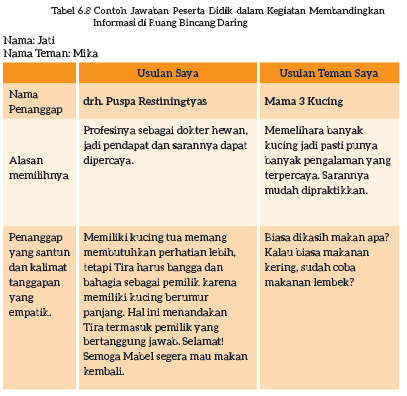 Tabel 6.8 Contoh Jawaban Peserta Didik dalam Kegiatan Membandingkan
Informasi di Ruang Bincang Daring
Nama: Jati
Nama Teman: Mika
Usulan Saya
Usulan Teman Saya
Nama
Penanggap
drh. Puspa Restiningtyas
Mama 3 Kucing
Alasan
memilihnya
Profesinya sebagai dokter hewan,
jadi pendapat dan sarannya dapat
dipercaya.
Memelihara banyak
kucing jadi pasti punya
banyak pengalaman yang
terpercaya. Sarannya
mudah dipraktikkan.
Penanggap
yang santun
dan kalimat
tanggapan
yang
empatik.
Memiliki kucing tua memang
membutuhkan perhatian lebih,
tetapi Tira harus bangga dan
bahagia sebagai pemilik karena
memiliki kucing berumur
panjang. Hal ini menandakan
Tira termasuk pemilik yang
bertanggung jawab. Selamat!
Semoga Mabel segera mau makan
kembali.
Biasa dikasih makan apa?
Kalau biasa makanan
kering, sudah coba
makanan lembek?